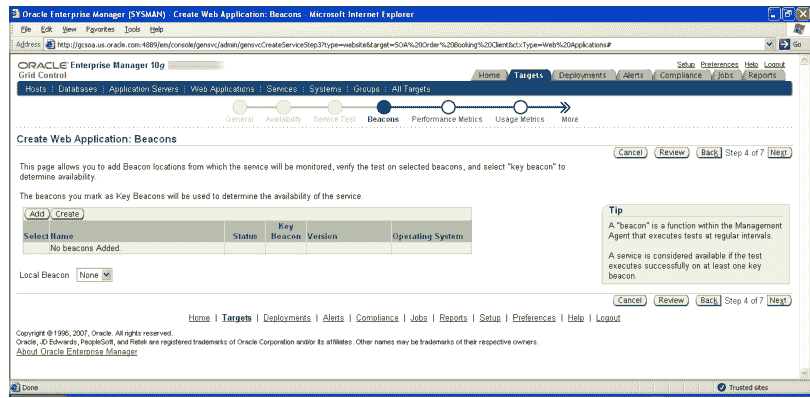 Oracle Enterprise Manager (SYSMAN) - Create Web Application: Beacons - Microsoft Internet Explorer
File Edit View Favorites Tools Help
Address http://gcsoa.us.oracle.com:4889/em/console/gensvc/admin/gensvcCreateServiceStep3?type=website&target=SOA%20Order%20Booking%20Client&ctxType=Web%20Applications# Go
ORACLE Enterprise Manager 10g
Grid Control
Setup Preferences Help Logout
Home Targets Deployments Alerts Compliance Jobs Reports
Hosts | Databases | Application Servers | Web Applications | Services | Systems | Groups | All Targets
General Availability Service Test Beacons Performance Metrics Usage Metrics More
Create Web Application: Beacons
Cancel Review Back Step 4 of 7 Next
This page allows you to add Beacon locations from which the service will be monitored, verify the test on selected beacons, and select "key beacon" to
determine availability.
The beacons you mark as Key Beacons will be used to determine the availability of the service.
Add Create
Select Name Status Key Beacon Version Operating System
No beacons Added.
Local Beacon None
Tip
A "beacon" is a function within the Management
Agent that executes tests at regular intervals.
A service is considered available if the test
executes successfully on at least one key
beacon.
Cancel Review Back Step 4 of 7 Next
Home | Targets | Deployments | Alerts | Compliance | Jobs | Reports | Setup | Preferences | Help | Logout
Copyright © 1996, 2007, Oracle. All rights reserved.
Oracle, JD Edwards, PeopleSoft, and Retek are registered trademarks of Oracle Corporation and/or its affiliates. Other names may be trademarks of their respective owners.
About Oracle Enterprise Manager
Done Trusted sites